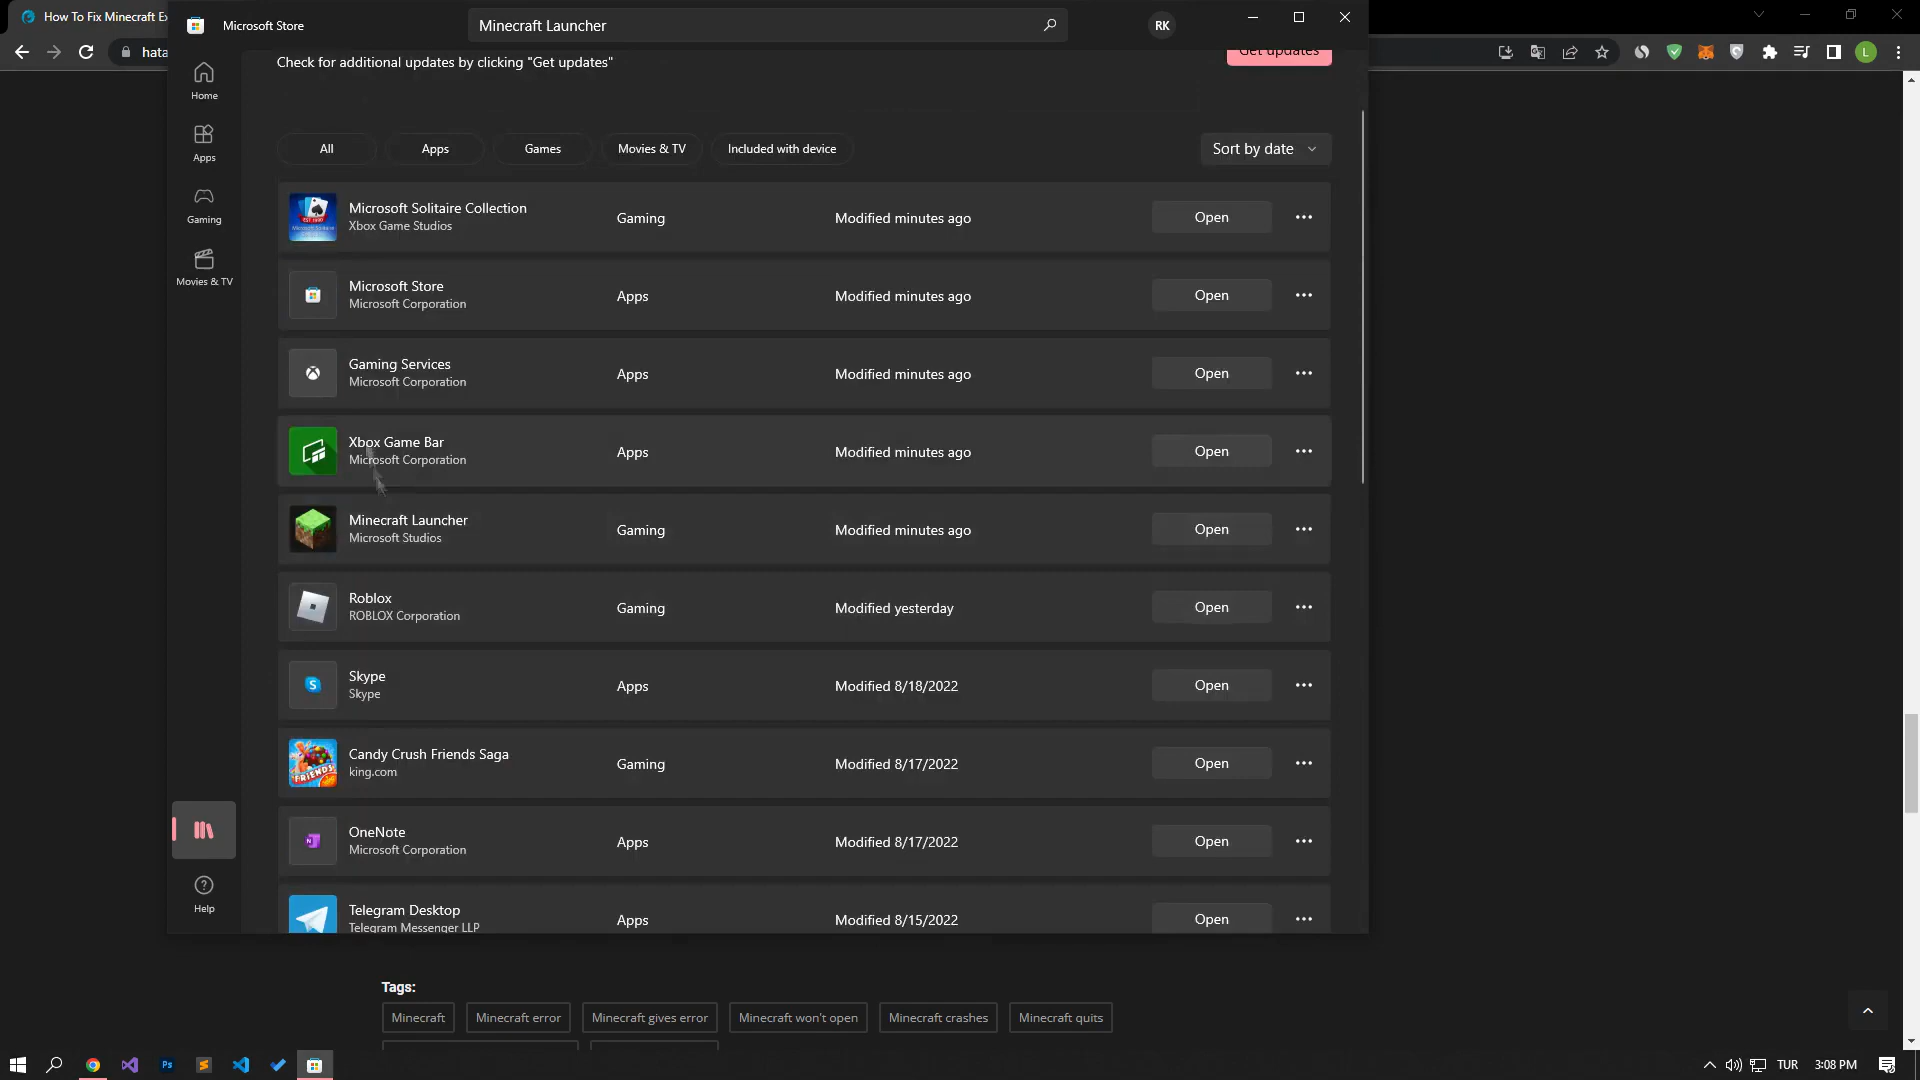 How To Fix Minecraft Ex
Microsoft Store
Minecraft Launcher
RK
hata
Check for additional updates by clicking "Get updates"
Get updates
Home
Apps
Gaming
Movies & TV
Help
All
Apps
Games
Movies & TV
Included with device
Sort by date
Microsoft Solitaire Collection
Xbox Game Studios
Gaming
Modified minutes ago
Open
Microsoft Store
Microsoft Corporation
Apps
Modified minutes ago
Open
Gaming Services
Microsoft Corporation
Apps
Modified minutes ago
Open
Xbox Game Bar
Microsoft Corporation
Apps
Modified minutes ago
Open
Minecraft Launcher
Microsoft Studios
Gaming
Modified minutes ago
Open
Roblox
ROBLOX Corporation
Gaming
Modified yesterday
Open
Skype
Skype
Apps
Modified 8/18/2022
Open
Candy Crush Friends Saga
king.com
Gaming
Modified 8/17/2022
Open
OneNote
Microsoft Corporation
Apps
Modified 8/17/2022
Open
Telegram Desktop
Telegram Messenger LLP
Apps
Modified 8/15/2022
Open
Tags:
Minecraft
Minecraft error
Minecraft gives error
Minecraft won't open
Minecraft crashes
Minecraft quits
TUR
3:08 PM